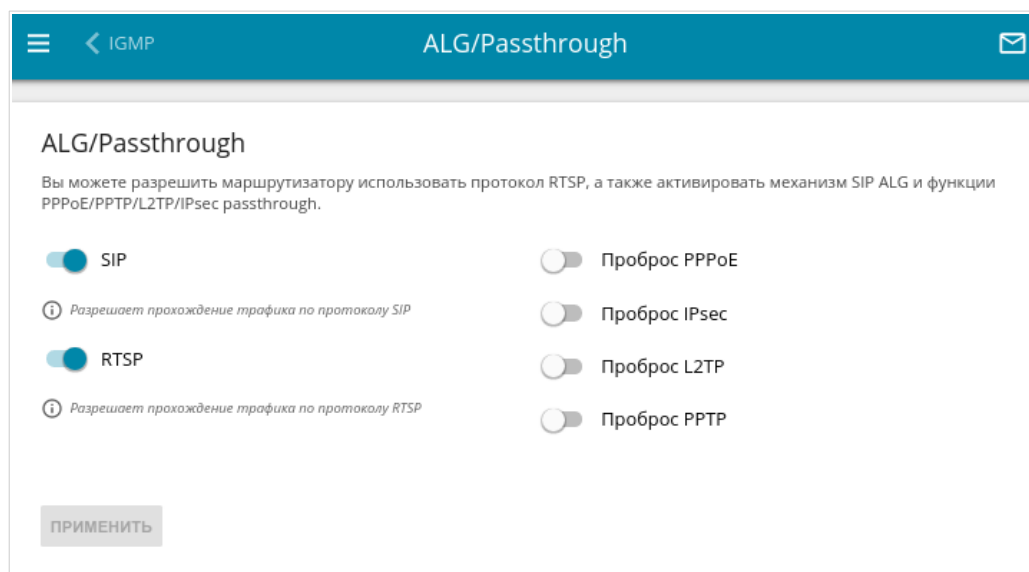 IGMP
ALG/Passthrough
ALG/Passthrough
Вы можете разрешить маршрутизатору использовать протокол RTSP, а также активировать механизм SIP ALG и функции
PPPoE/PPTP/L2TP/IPsec passthrough.
SIP
Разрешает прохождение трафика по протоколу SIP
RTSP
Разрешает прохождение трафика по протоколу RTSP
Проброс PPPoE
Проброс IPsec
Проброс L2TP
Проброс PPTP
ПРИМЕНИТЬ